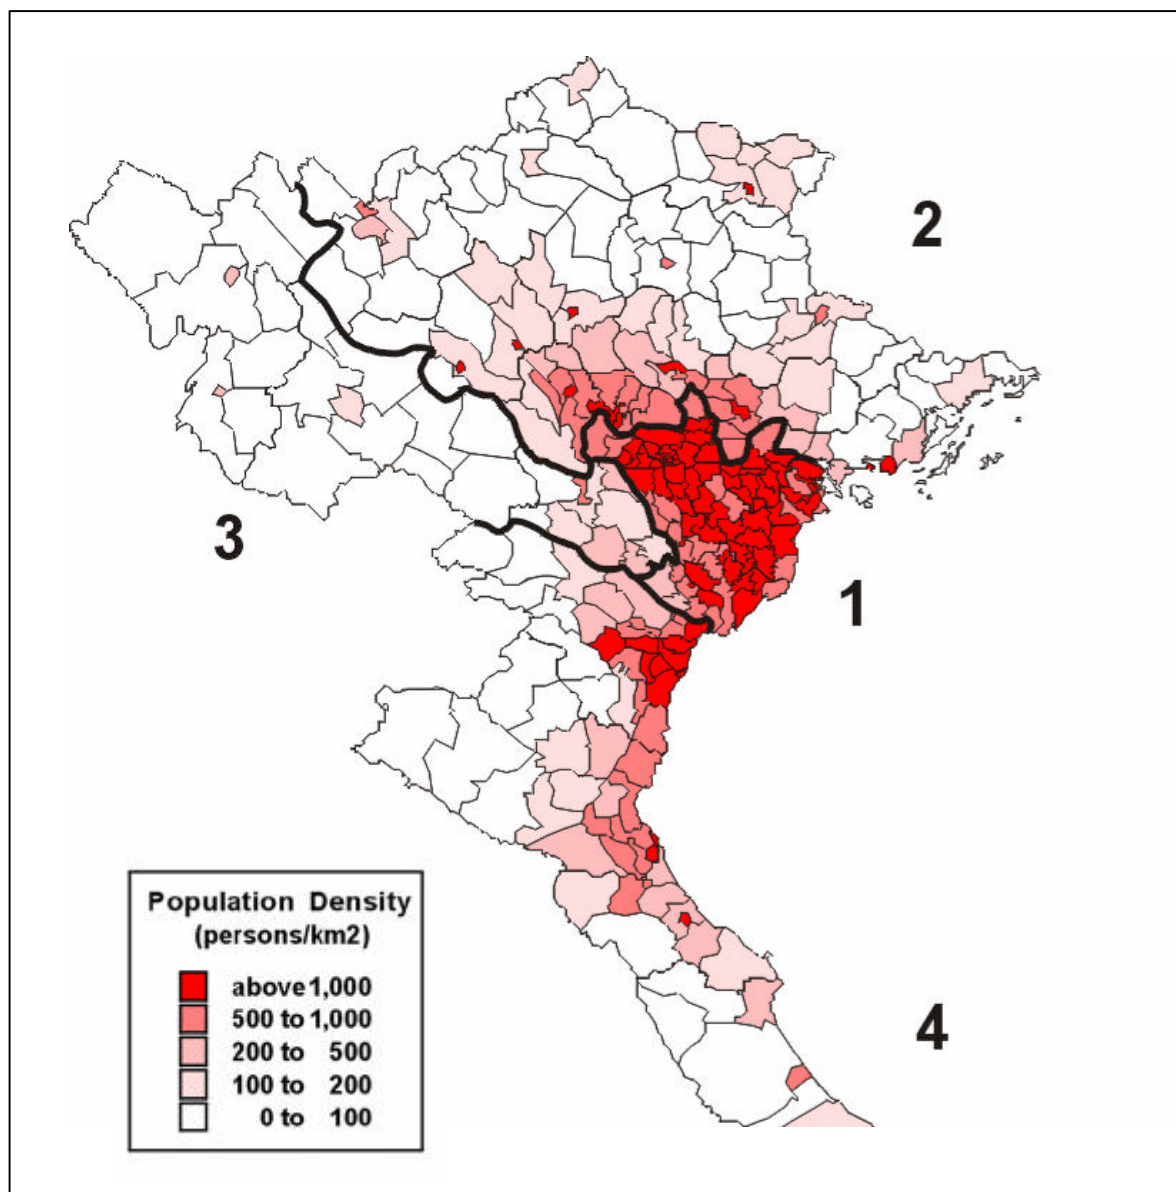 2
3
1
Population Density
(persons/km2)
above 1,000
500 to 1,000
200 to 500
100 to 200
0 to 100
4